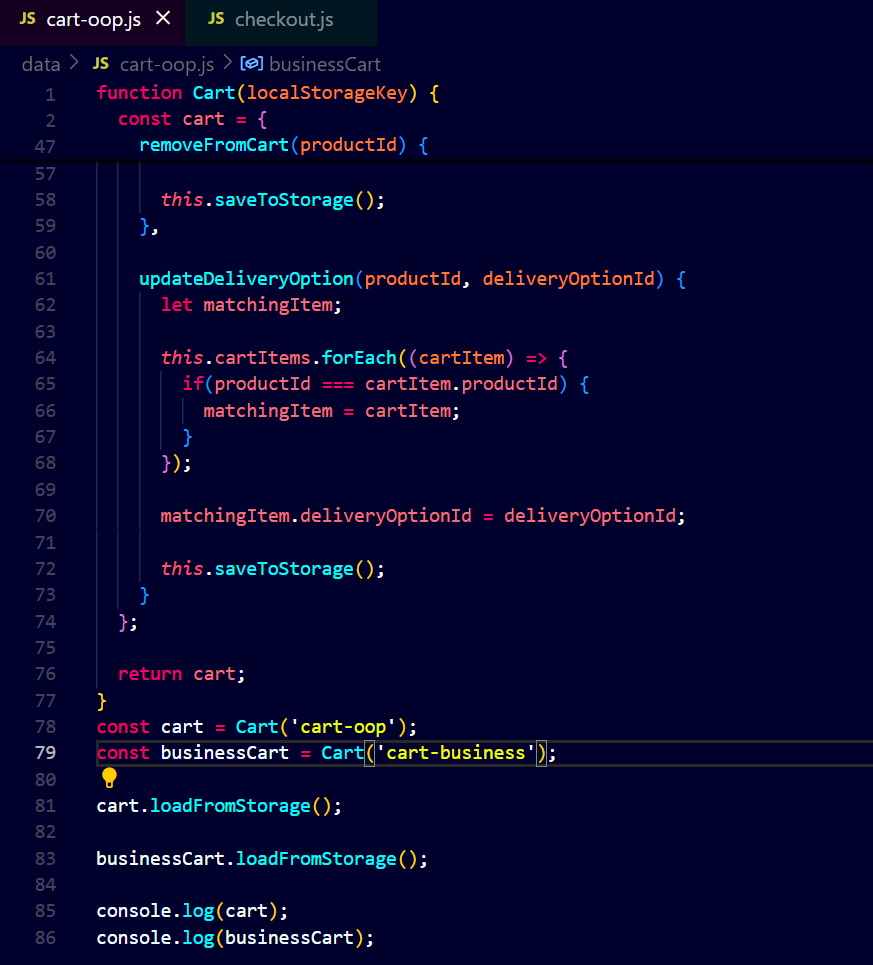 JS cart-oop.js × JS checkout.js
data > JS cart-oop.js > businessCart
1 function Cart(localStorageKey) {
2 const cart = {
47 removeFromCart(productId) {
57
58 this.saveToStorage();
59 },
60
61 updateDeliveryOption(productId, deliveryOptionId) {
62 let matchingItem;
63
64 this.cartItems.forEach((cartItem) => {
65 if(productId === cartItem.productId) {
66 matchingItem = cartItem;
67 }
68 });
69
70 matchingItem.deliveryOptionId = deliveryOptionId;
71
72 this.saveToStorage();
73 }
74 };
75
76 return cart;
77 }
78 const cart = Cart('cart-oop');
79 const businessCart = Cart('cart-business');
80
81 cart.loadFromStorage();
82
83 businessCart.loadFromStorage();
84
85 console.log(cart);
86 console.log(businessCart);